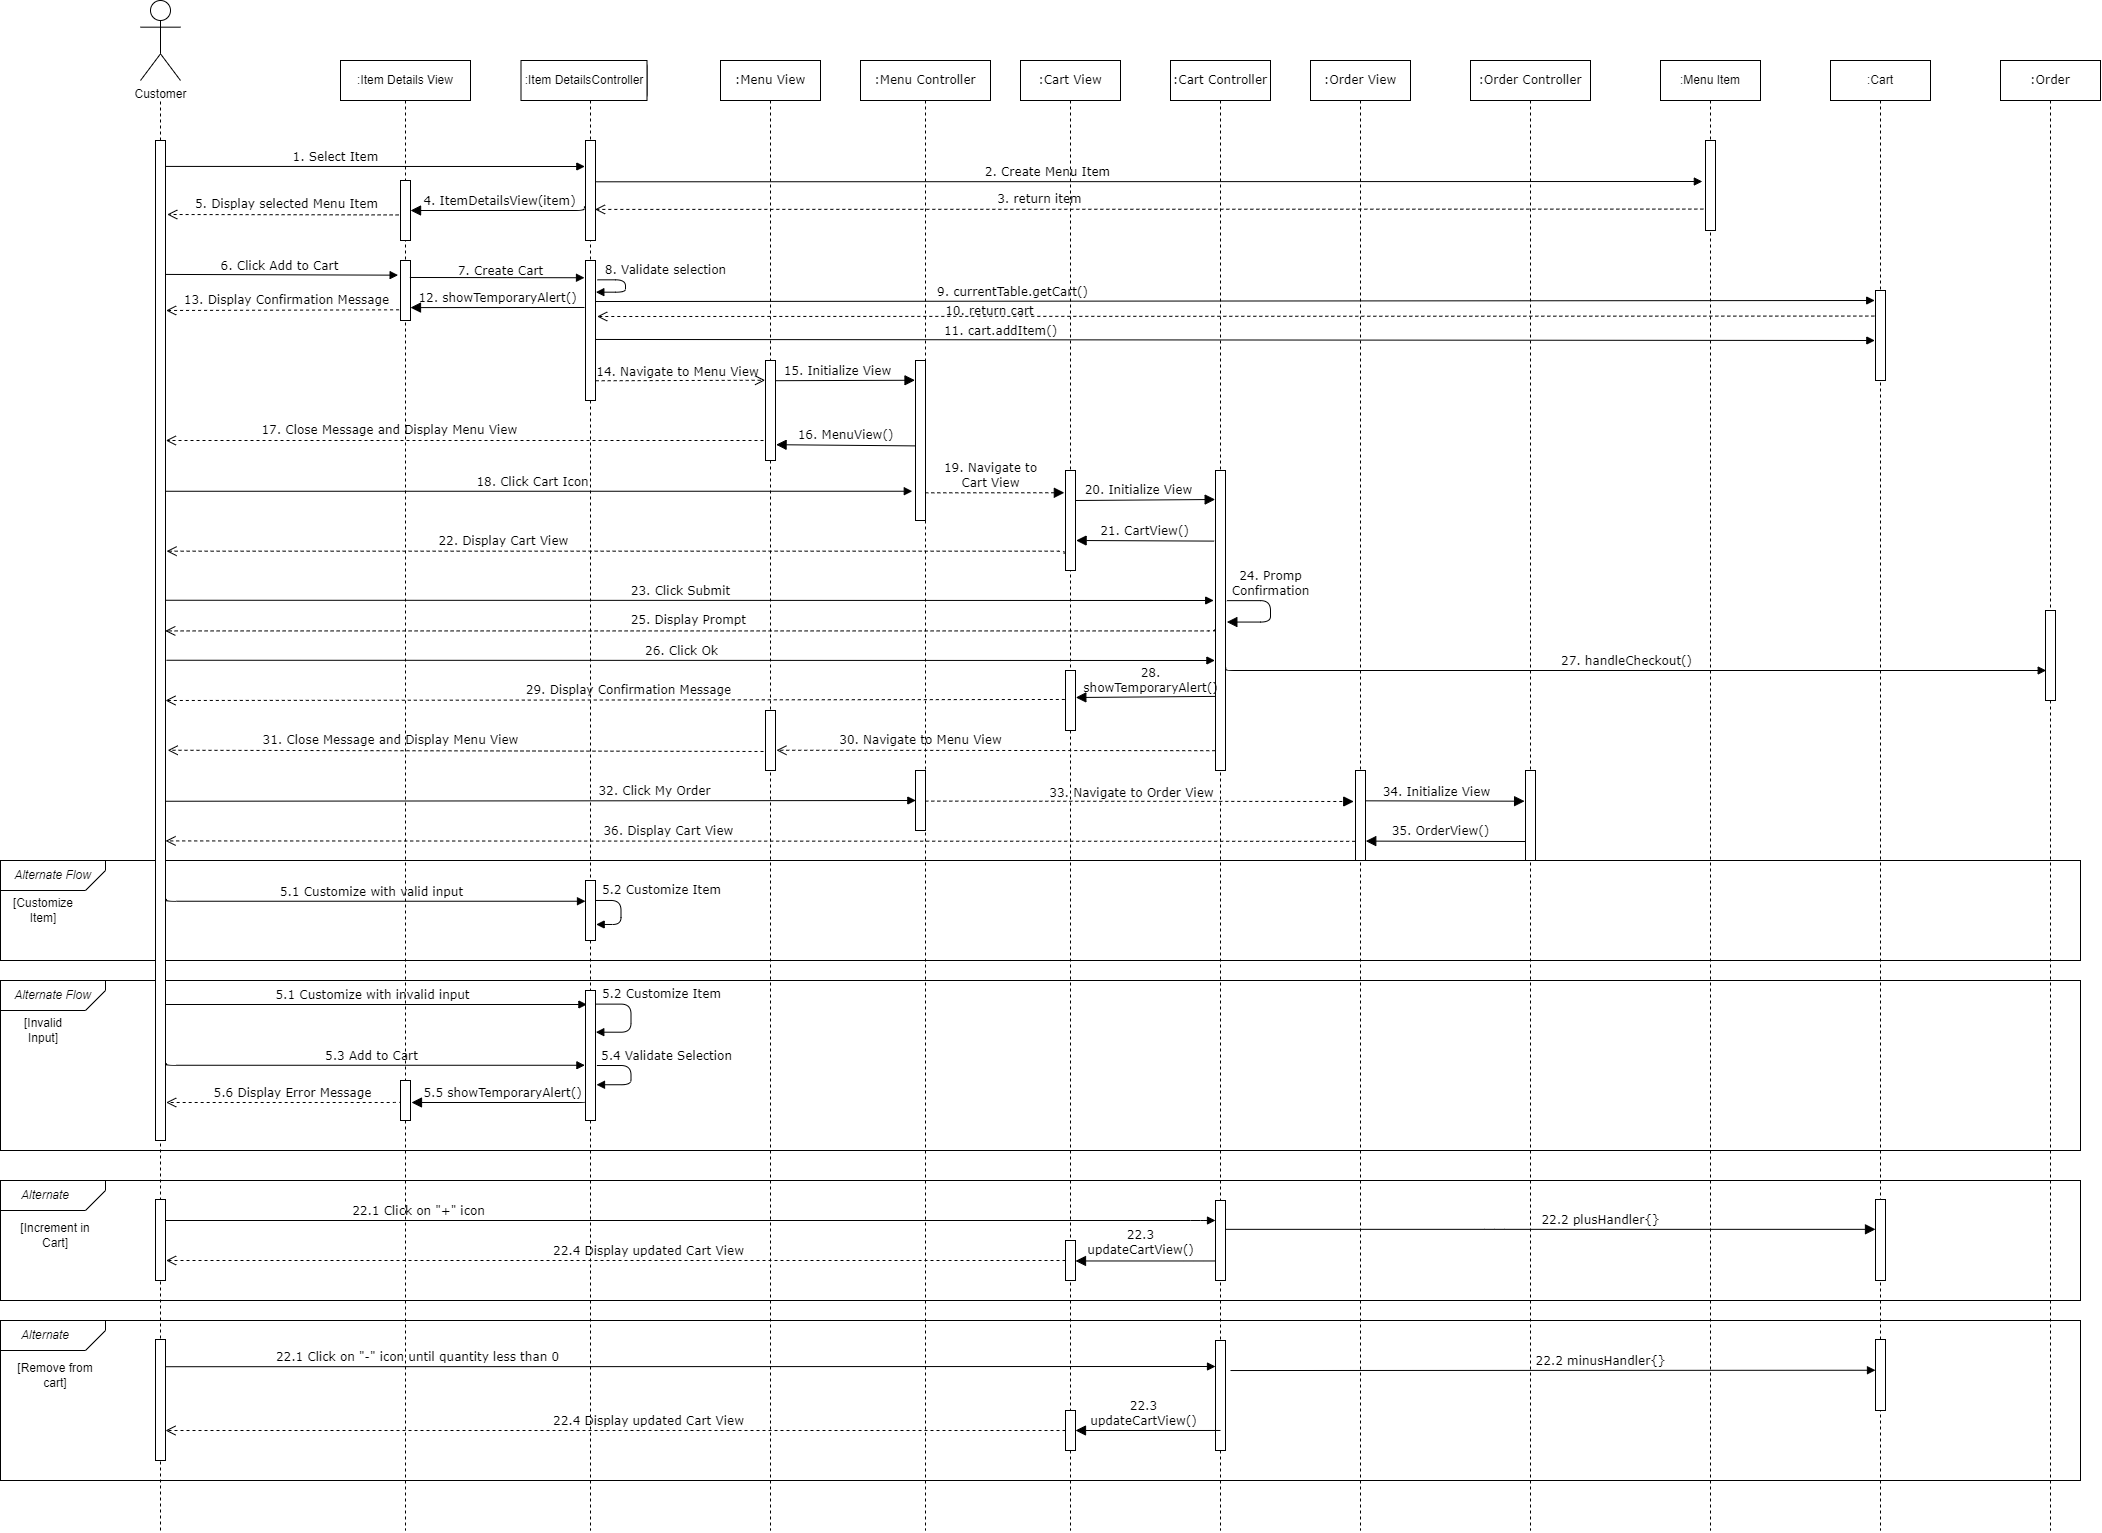 Customer
:Item Details View
:Item DetailsController
:Menu View
:Menu Controller
:Cart View
:Cart Controller
:Order View
:Order Controller
:Menu Item
:Cart
:Order
1. Select Item
2. Create Menu Item
3. return item
4. ItemDetailsView(item)
5. Display selected Menu Item
6. Click Add to Cart
7. Create Cart
8. Validate selection
9. currentTable.getCart()
10. return cart
11. cart.addItem()
12. showTemporaryAlert()
13. Display Confirmation Message
14. Navigate to Menu View
15. Initialize View
16. MenuView()
17. Close Message and Display Menu View
18. Click Cart Icon
19. Navigate to
Cart View
20. Initialize View
21. CartView()
22. Display Cart View
23. Click Submit
24. Promp
Confirmation
25. Display Prompt
26. Click Ok
27. handleCheckout()
28.
showTemporaryAlert()
29. Display Confirmation Message
30. Navigate to Menu View
31. Close Message and Display Menu View
32. Click My Order
33. Navigate to Order View
34. Initialize View
35. OrderView()
36. Display Cart View
Alternate Flow
[Customize
Item]
5.1 Customize with valid input
5.2 Customize Item
Alternate Flow
[Invalid
Input]
5.1 Customize with invalid input
5.2 Customize Item
5.3 Add to Cart
5.4 Validate Selection
5.5 showTemporaryAlert()
5.6 Display Error Message
Alternate
[Increment in
Cart]
22.1 Click on "+" icon
22.2 plusHandler{}
22.3
updateCartView()
22.4 Display updated Cart View
Alternate
[Remove from
cart]
22.1 Click on "-" icon until quantity less than 0
22.2 minusHandler{}
22.3
updateCartView()
22.4 Display updated Cart View